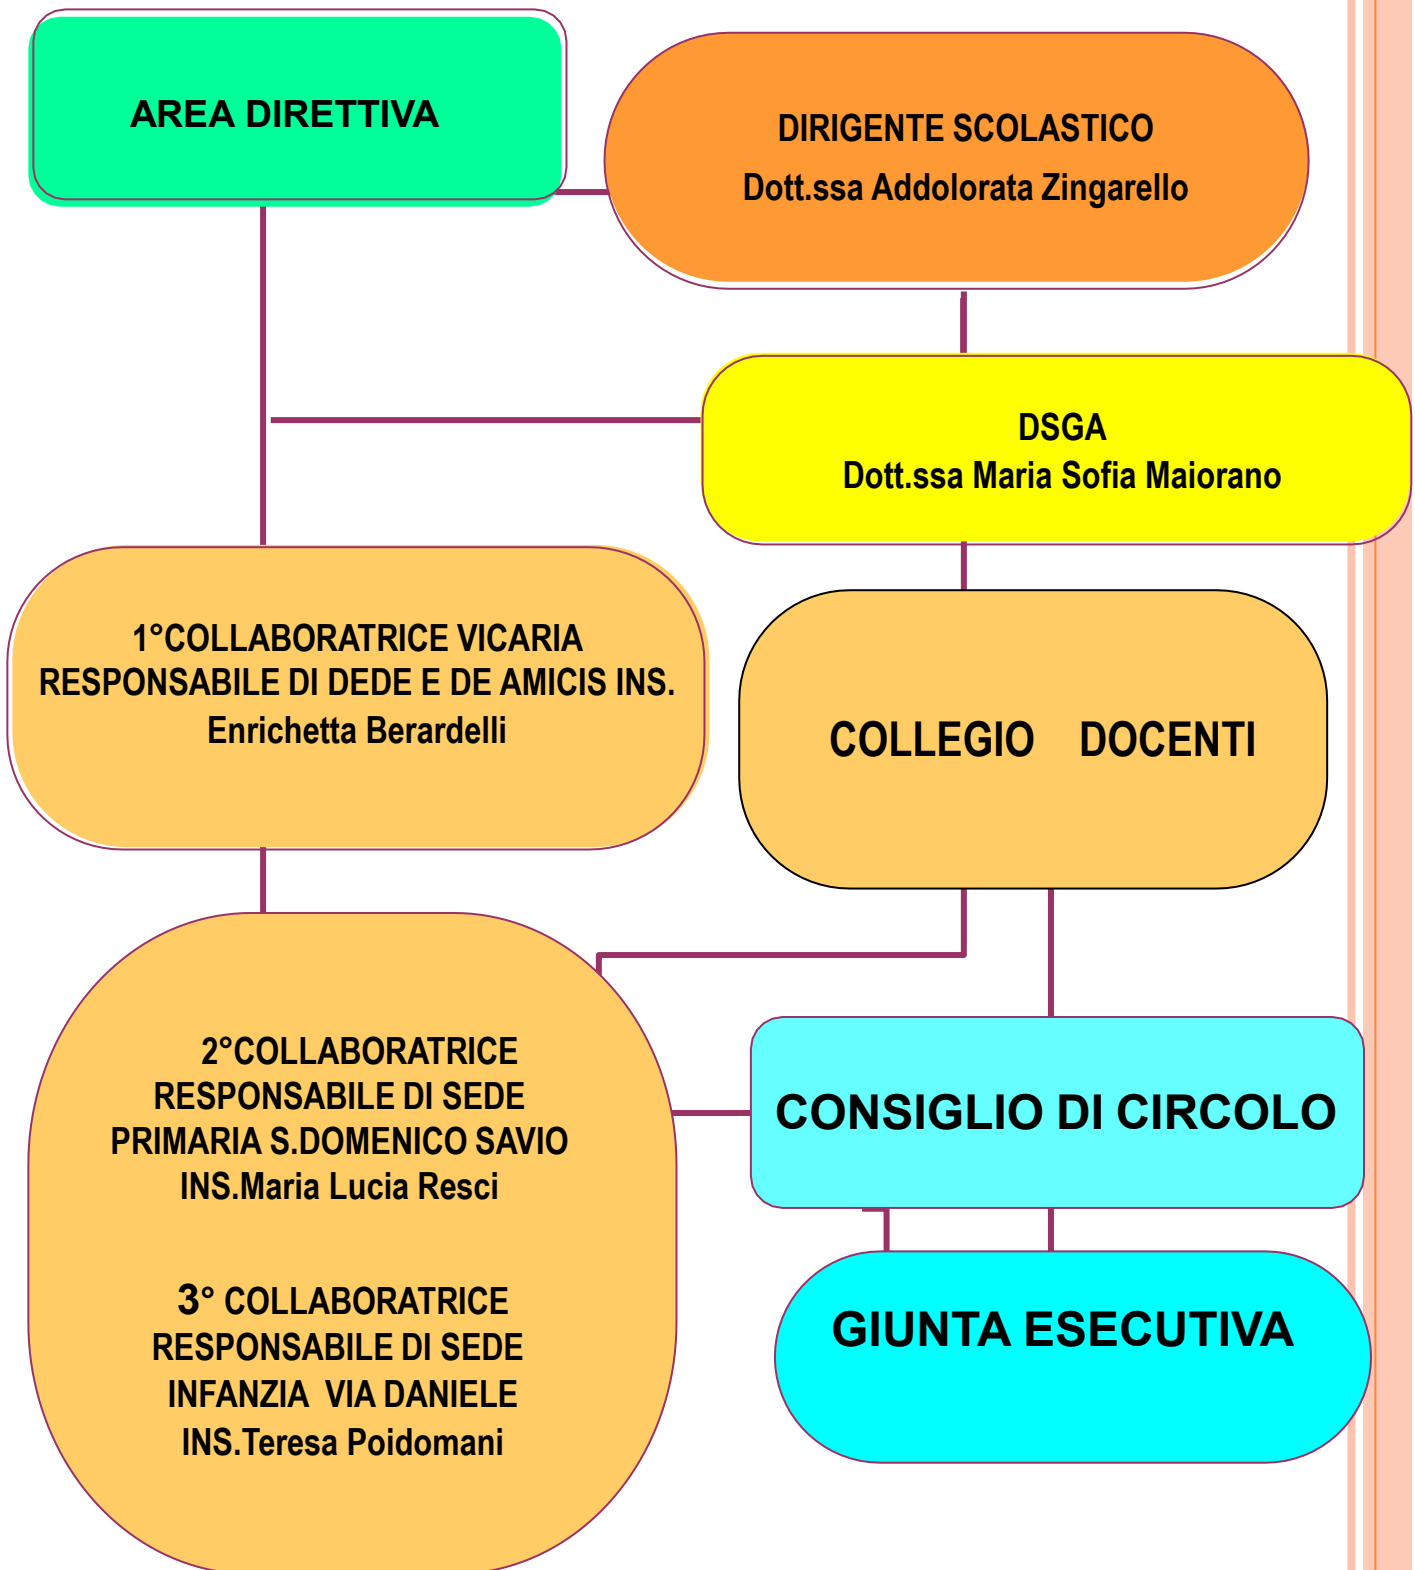 AREA DIRETTIVA
DIRIGENTE SCOLASTICO
Dott.ssa Addolorata Zingarello
DSGA
Dott.ssa Maria Sofia Maiorano
1°COLLABORATRICE VICARIA
RESPONSABILE DI DEDE E DE AMICIS INS.
Enrichetta Berardelli
COLLEGIO DOCENTI
2°COLLABORATRICE
RESPONSABILE DI SEDE
PRIMARIA S.DOMENICO SAVIO
INS.Maria Lucia Resci
3° COLLABORATRICE
RESPONSABILE DI SEDE
INFANZIA VIA DANIELE
INS.Teresa Poidomani
CONSIGLIO DI CIRCOLO
GIUNTA ESECUTIVA